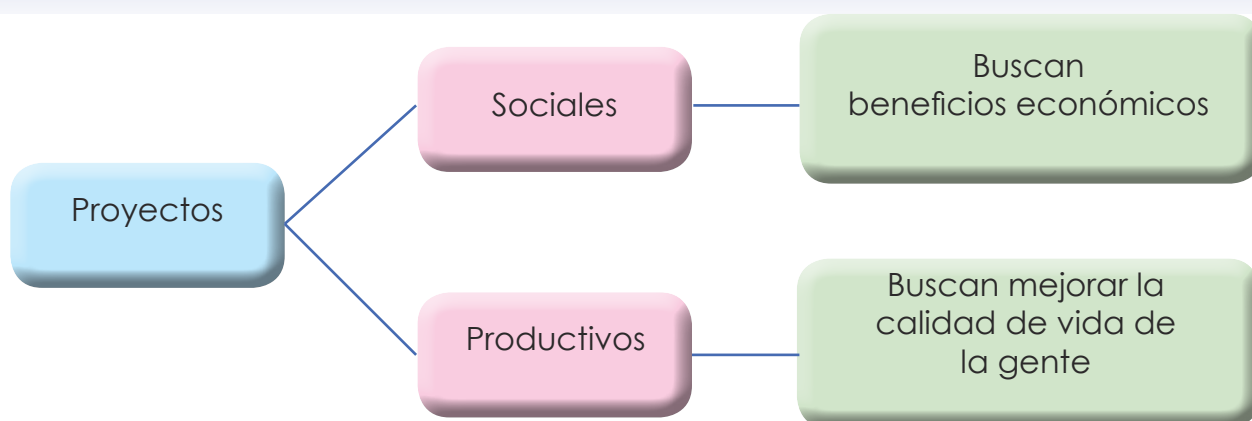 Proyectos
Sociales
Buscan
beneficios económicos
Productivos
Buscan mejorar la
calidad de vida de
la gente